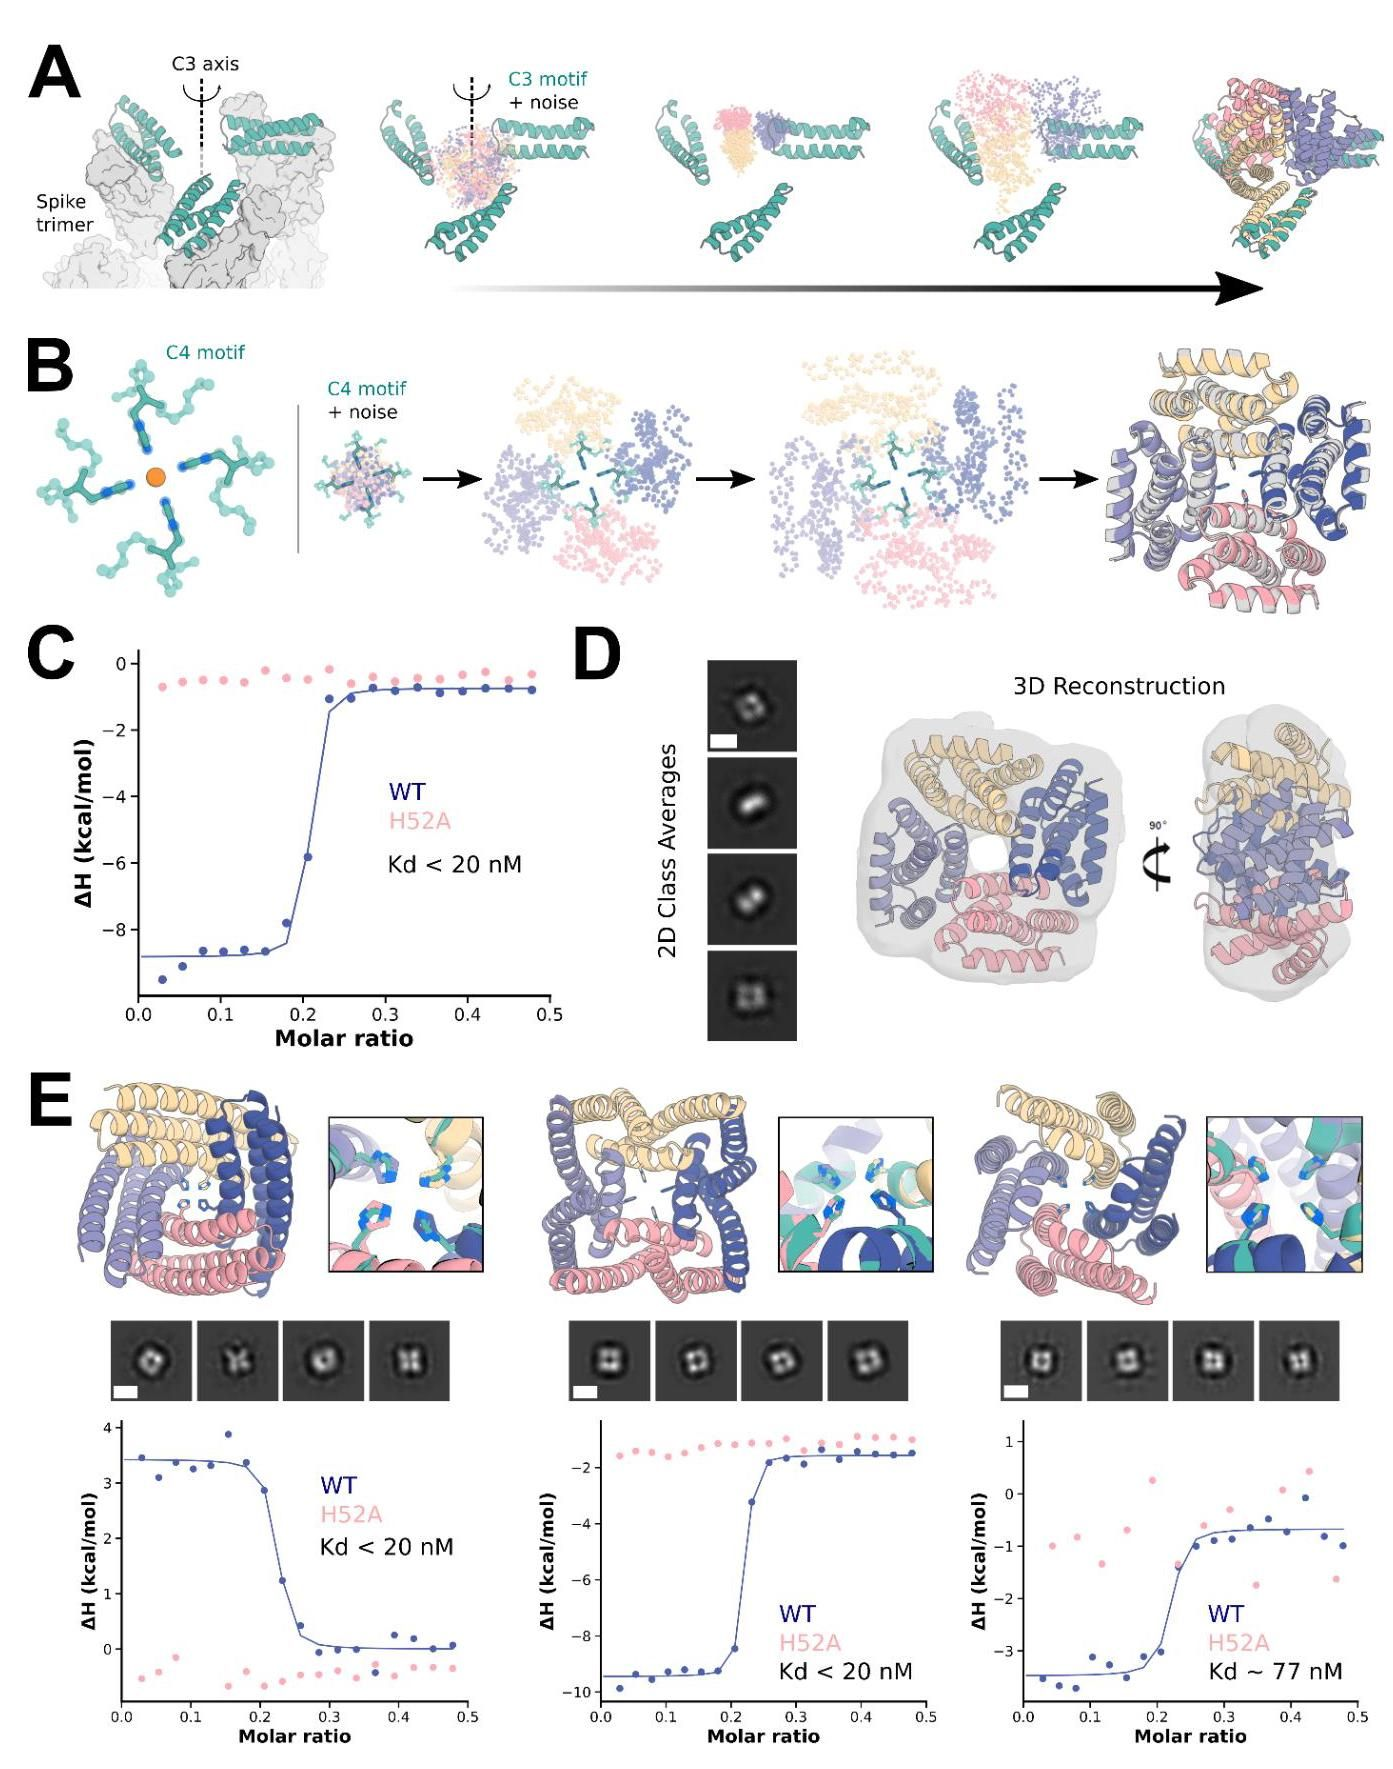 A
C3 axis
Spike
trimer
C3 motif
+ noise
B
C4 motif
C4 motif
+ noise
C
0
−2
−4
−6
−8
ΔH (kcal/mol)
WT
H52A
Kd < 20 nM
0.0 0.1 0.2 0.3 0.4 0.5
Molar ratio
D
2D Class Averages
3D Reconstruction
90°
E
4
3
2
1
0
ΔH (kcal/mol)
WT
H52A
Kd < 20 nM
0.0 0.1 0.2 0.3 0.4 0.5
Molar ratio
−2
−4
−6
−8
−10
ΔH (kcal/mol)
WT
H52A
Kd < 20 nM
0.0 0.1 0.2 0.3 0.4 0.5
Molar ratio
1
0
−1
−2
−3
ΔH (kcal/mol)
WT
H52A
Kd ~ 77 nM
0.0 0.1 0.2 0.3 0.4 0.5
Molar ratio